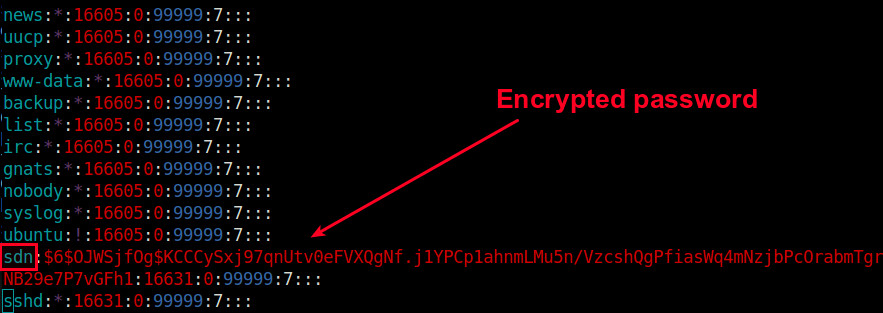 news:*:16605:0:99999:7:::
uucp:*:16605:0:99999:7:::
proxy:*:16605:0:99999:7:::
www-data:*:16605:0:99999:7:::
backup:*:16605:0:99999:7:::
Encrypted password
list:*:16605:0:99999:7:::
irc:*:16605:0:99999:7:::
gnats:*:16605:0:99999:7:::
nobody:*:16605:0:99999:7:::
syslog:*:16605:0:99999:7:::
ubuntu:!:16605:0:99999:7:::
sdn:$6$OJWSjfOg$KCCCySxj97qnUtv0eFVXQgNf.j1YPCp1ahnmLMu5n/VzcshQgPfiasWq4mNzjbPcOrabmTgr
NB29e7P7vGFh1:16631:0:99999:7:::
sshd:*:16631:0:99999:7:::